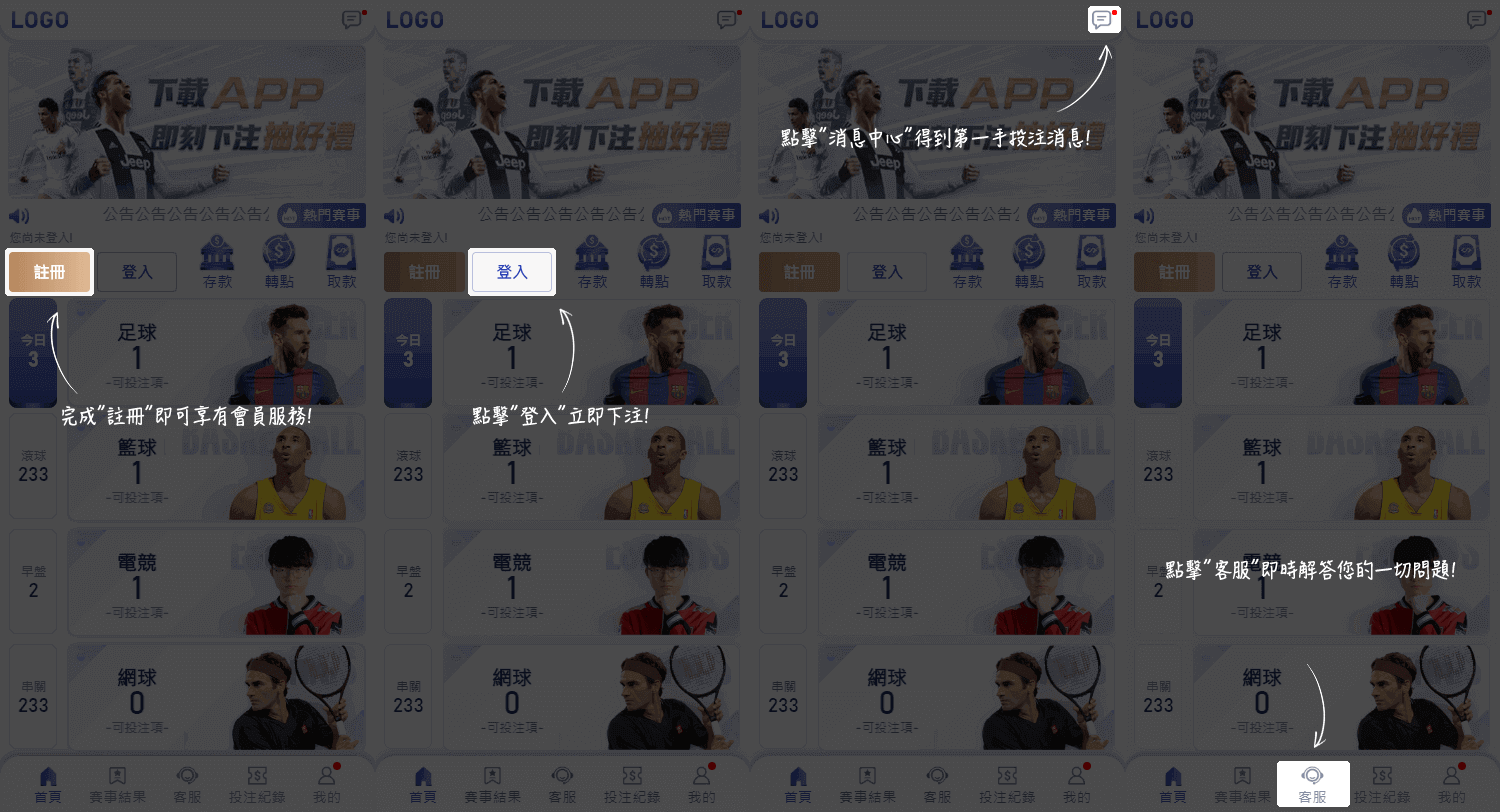 LOGO
下載APP
即刻下注抽好禮
Jeep
公告公告公告公告公告公
熱門賽事
您尚未登入!
註冊
登入
存款
轉點
取款
今日
3
足球
1
-可投注項-
完成"註冊"即可享有會員服務!
滾球
233
籃球
1
-可投注項-
BASKETBALL
早盤
2
電競
1
-可投注項-
串關
233
網球
0
-可投注項-
首頁
賽事結果
客服
投注紀錄
我的
LOGO
下載APP
即刻下注抽好禮
Jeep
公告公告公告公告公告公
熱門賽事
註冊
登入
存款
轉點
取款
今日
3
足球
1
-可投注項-
點擊"登入"立即下注!
滾球
233
籃球
1
-可投注項-
BASKETBALL
早盤
2
電競
1
-可投注項-
串關
233
網球
0
-可投注項-
首頁
賽事結果
客服
投注紀錄
我的
LOGO
下載APP
即刻下注抽好禮
點擊"消息中心"得到第一手投注消息!
Jeep
公告公告公告公告公告公
熱門賽事
您尚未登入!
註冊
登入
存款
轉點
取款
今日
3
足球
1
-可投注項-
滾球
233
籃球
1
-可投注項-
BASKETBALL
早盤
2
電競
1
-可投注項-
串關
233
網球
0
-可投注項-
首頁
賽事結果
客服
投注紀錄
我的
LOGO
下載APP
即刻下注抽好禮
Jeep
公告公告公告公告公告公
熱門賽事
您尚未登入!
註冊
登入
存款
轉點
取款
今日
3
足球
1
-可投注項-
滾球
233
籃球
1
-可投注項-
BASKETBALL
早盤
2
電競
1
-可投注項-
點擊"客服"即時解答您的一切問題!
串關
233
網球
0
-可投注項-
首頁
賽事結果
客服
投注紀錄
我的